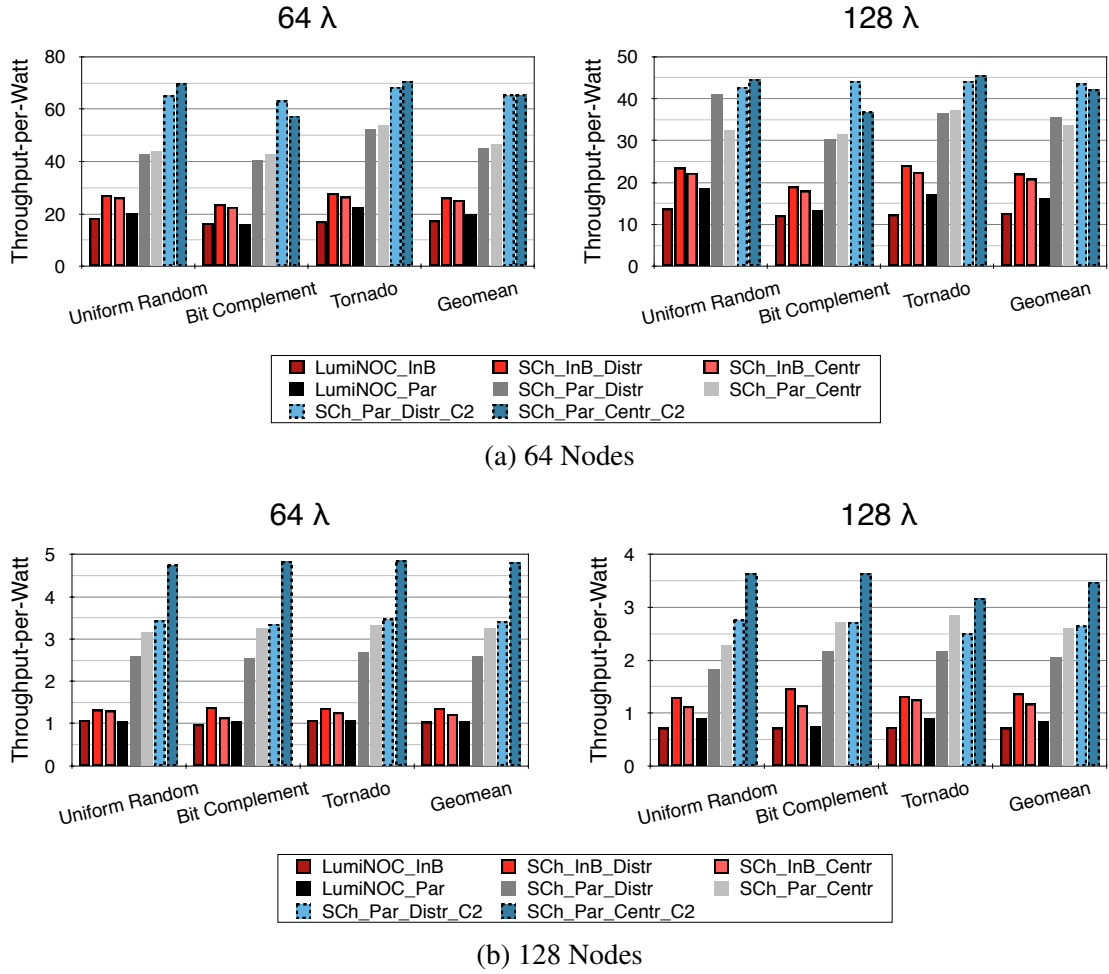 64 λ
128 λ
Throughput-per-Watt
80
60
40
20
0
Uniform Random
Bit Complement
Tornado
Geomean
Throughput-per-Watt
50
40
30
20
10
0
Uniform Random
Bit Complement
Tornado
Geomean
LumiNOC_InB SCh_InB_Distr SCh_InB_Centr
LumiNOC_Par SCh_Par_Distr SCh_Par_Centr
SCh_Par_Distr_C2 SCh_Par_Centr_C2
(a) 64 Nodes
64 λ
128 λ
Throughput-per-Watt
5
4
3
2
1
0
Uniform Random
Bit Complement
Tornado
Geomean
Throughput-per-Watt
4
3
2
1
0
Uniform Random
Bit Complement
Tornado
Geomean
LumiNOC_InB SCh_InB_Distr SCh_InB_Centr
LumiNOC_Par SCh_Par_Distr SCh_Par_Centr
SCh_Par_Distr_C2 SCh_Par_Centr_C2
(b) 128 Nodes